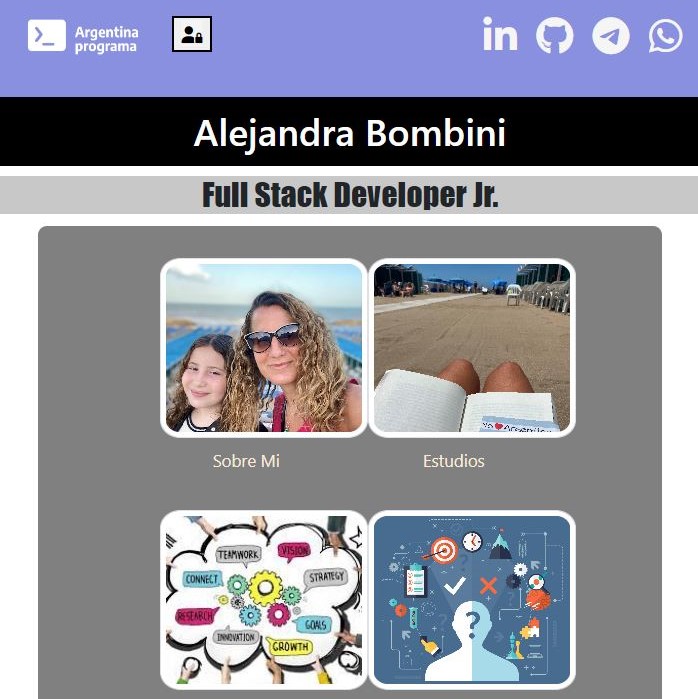 Argentina
programa
Alejandra Bombini
Full Stack Developer Jr.
Sobre Mi
Estudios
TEAMWORK
VISION
CONNECT
STRATEGY
RESEARCH
GOALS
INNOVATION
GROWTH